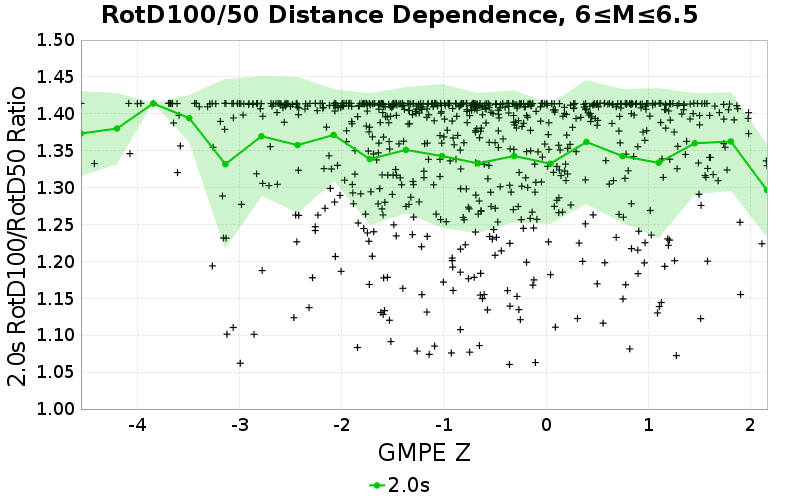 RotD100/50 Distance Dependence, 6≤M≤6.5
2.0s RotD100/RotD50 Ratio
1.50
1.45
1.40
1.35
1.30
1.25
1.20
1.15
1.10
1.05
1.00
-4 -3 -2 -1 0 1 2
GMPE Z
2.0s